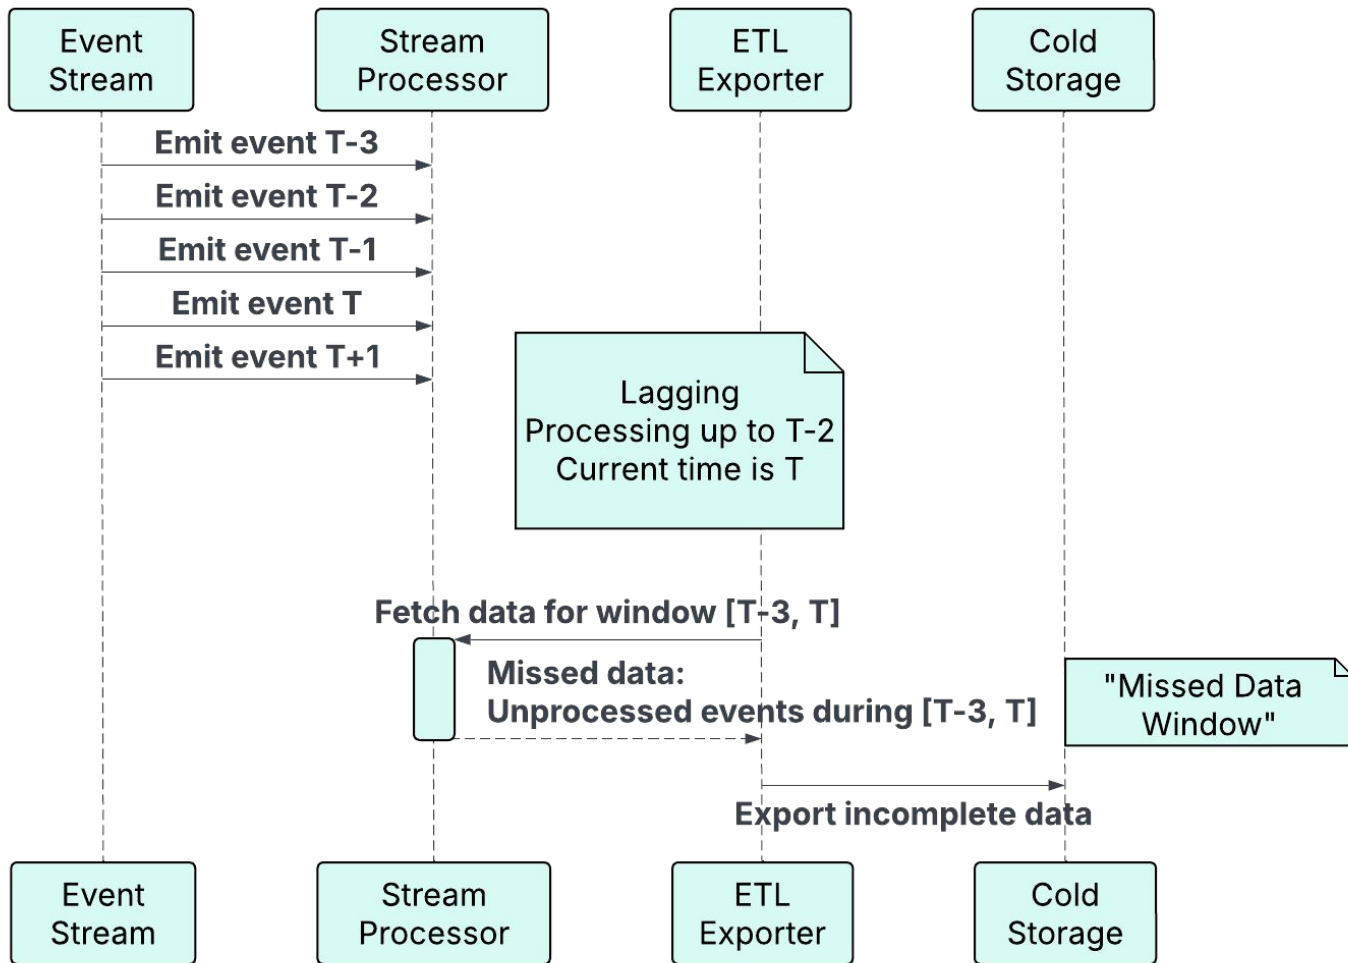 Event
Stream
Stream
Processor
ETL
Exporter
Cold
Storage
Emit event T-3
Emit event T-2
Emit event T-1
Emit event T
Emit event T+1
Lagging
Processing up to T-2
Current time is T
Fetch data for window [T-3, T]
Missed data:
Unprocessed events during [T-3, T]
"Missed Data
Window"
Export incomplete data
Event
Stream
Stream
Processor
ETL
Exporter
Cold
Storage